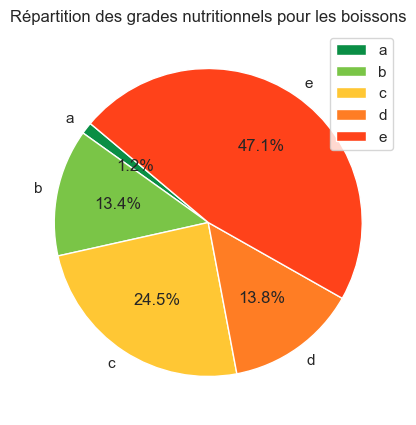 Répartition des grades nutritionnels pour les boissons
a
b
c
d
e
a
b
c
d
e
1.2%
13.4%
24.5%
13.8%
47.1%